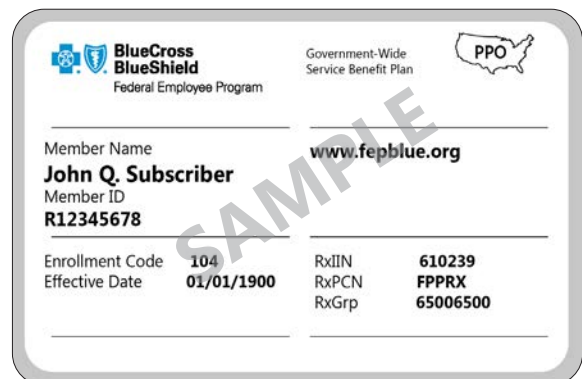 BlueCross
BlueShield
Federal Employee Program
Government-Wide
Service Benefit Plan
PPO
Member Name
John Q. Subscriber
Member ID
R12345678
www.fepblue.org
SAMPLE
Enrollment Code 104
Effective Date 01/01/1900
RxIIN 610239
RxPCN FPPRX
RxGrp 65006500